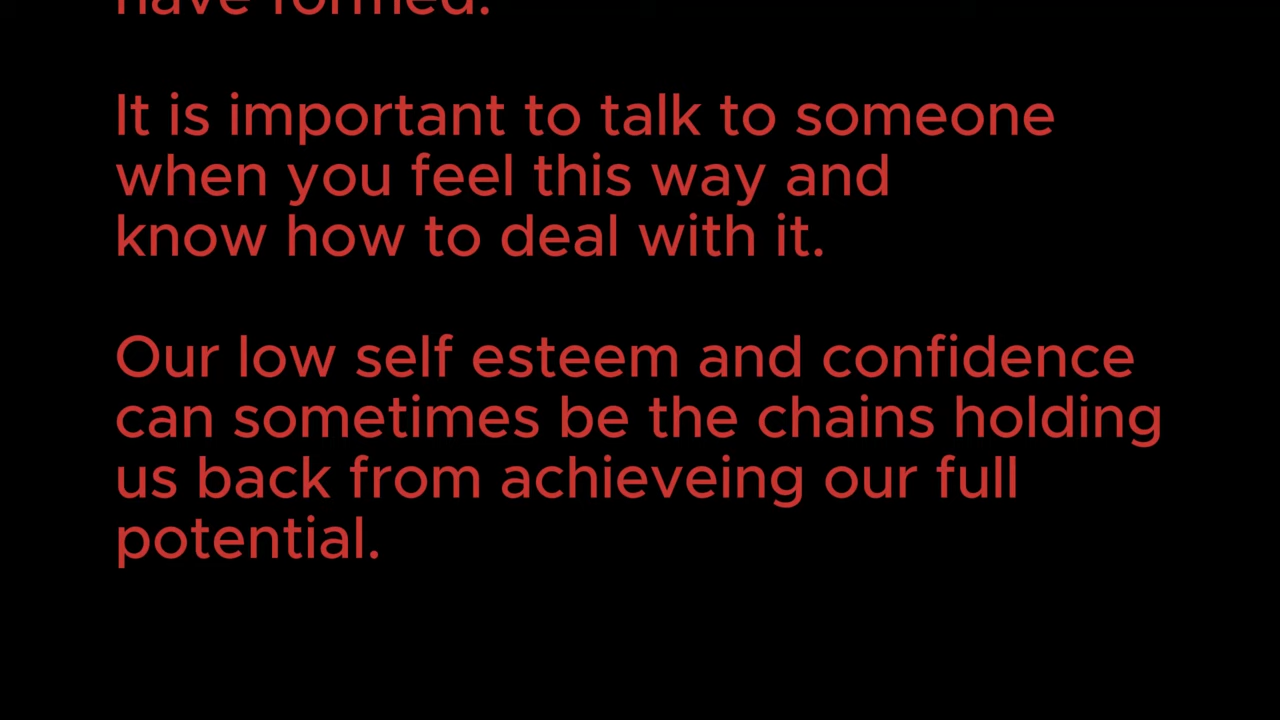 have formed.
It is important to talk to someone
when you feel this way and
know how to deal with it.
Our low self esteem and confidence
can sometimes be the chains holding
us back from achieveing our full
potential.